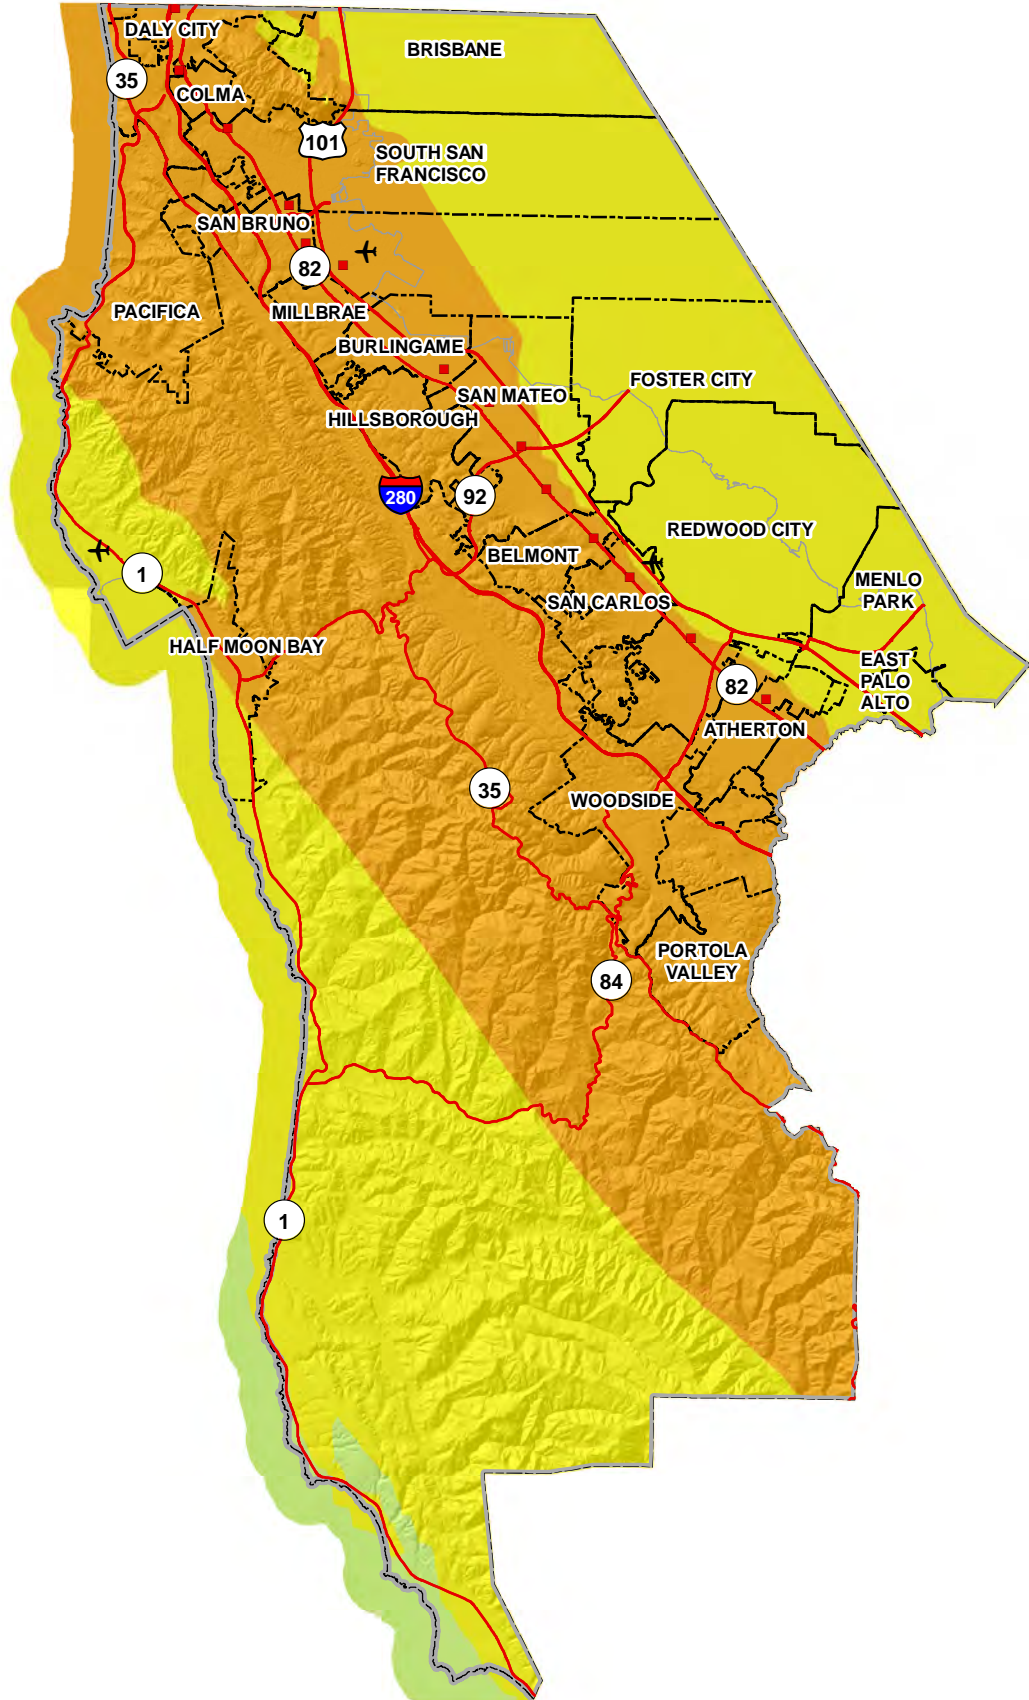 DALY CITY
BRISBANE
35
COLMA
101
SOUTH SAN
FRANCISCO
SAN BRUNO
82
PACIFICA
MILLBRAE
BURLINGAME
FOSTER CITY
SAN MATEO
HILLSBOROUGH
280
92
REDWOOD CITY
BELMONT
1
MENLO
PARK
SAN CARLOS
HALF MOON BAY
EAST
PALO
ALTO
82
ATHERTON
35
WOODSIDE
PORTOLA
VALLEY
84
1